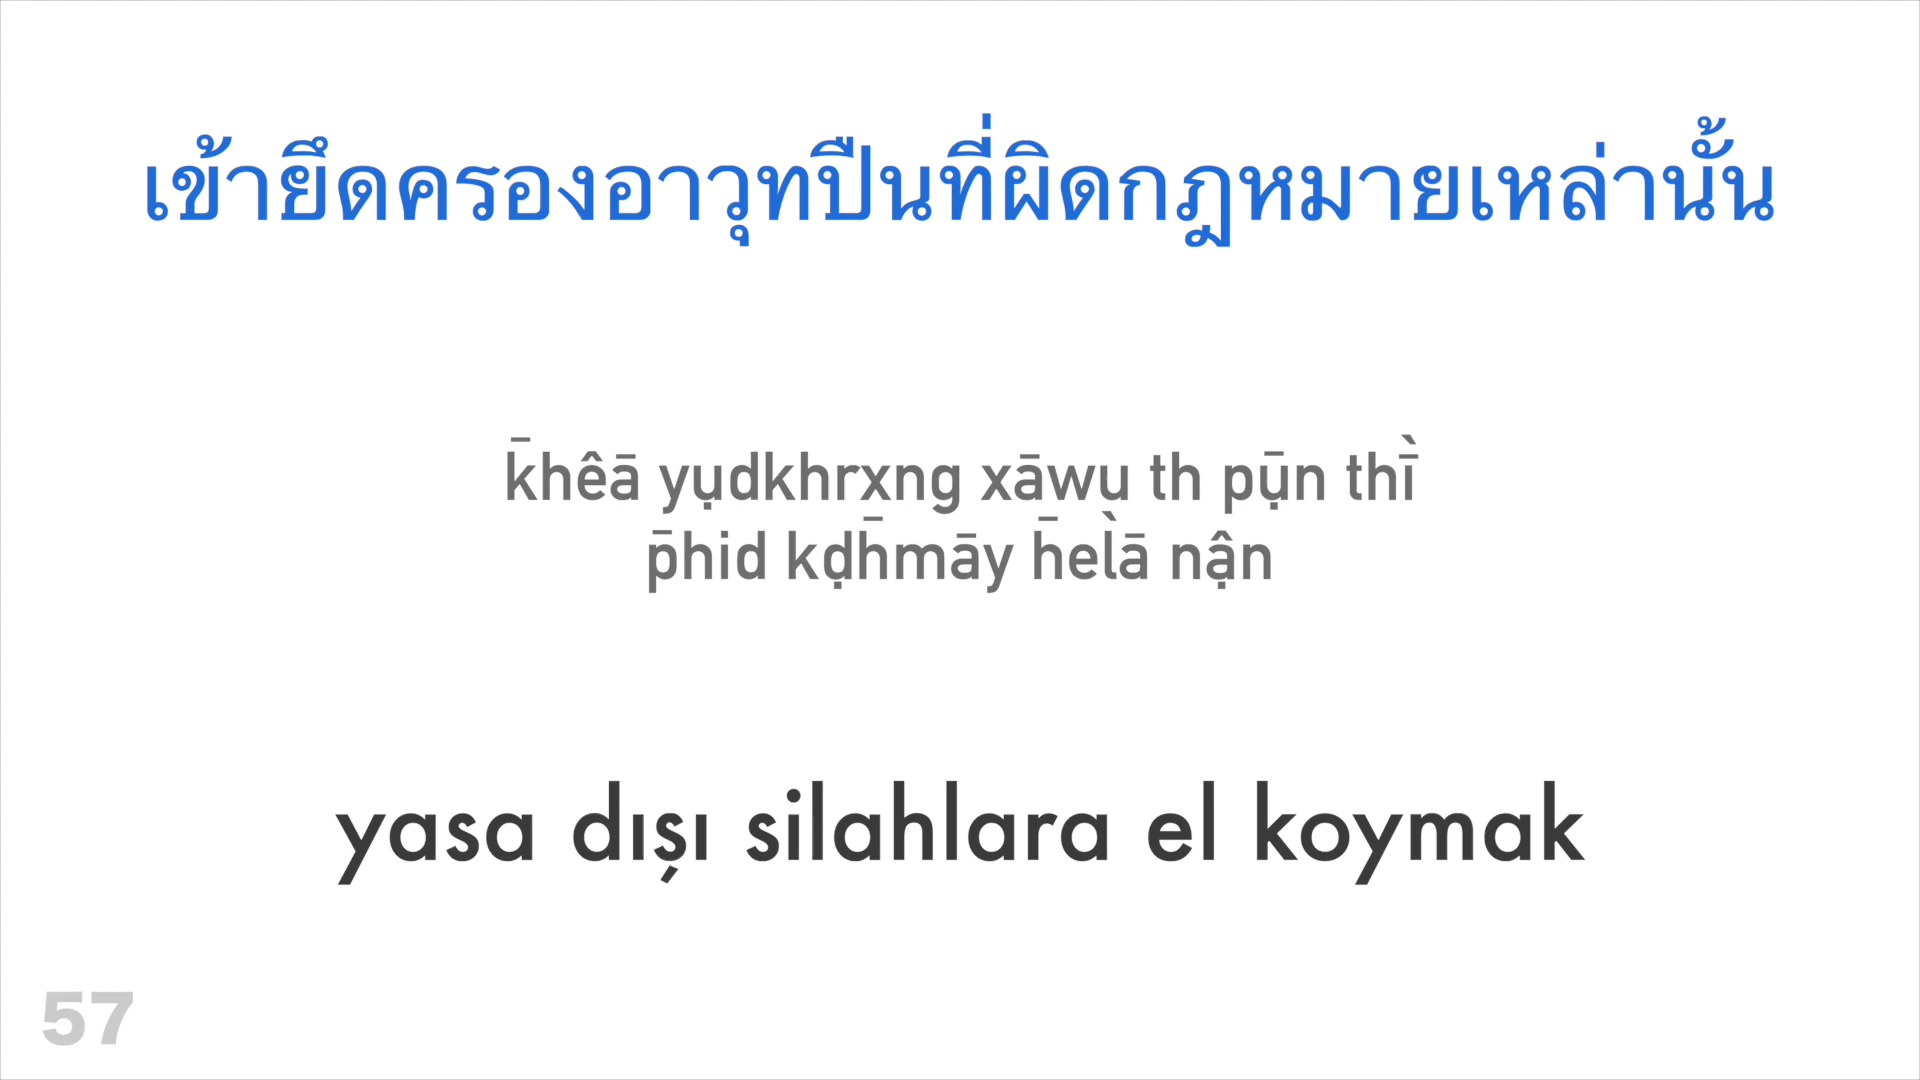 เข้ายึดครองอาวุทปืนที่ผิดกฎหมายเหล่านั้น
k̄hêā yụdkhrxng xāwu th pụ̄n thī̀
p̄hid kḍh̄māy h̄el̀ā nận
yasa dışı silahlara el koymak
57